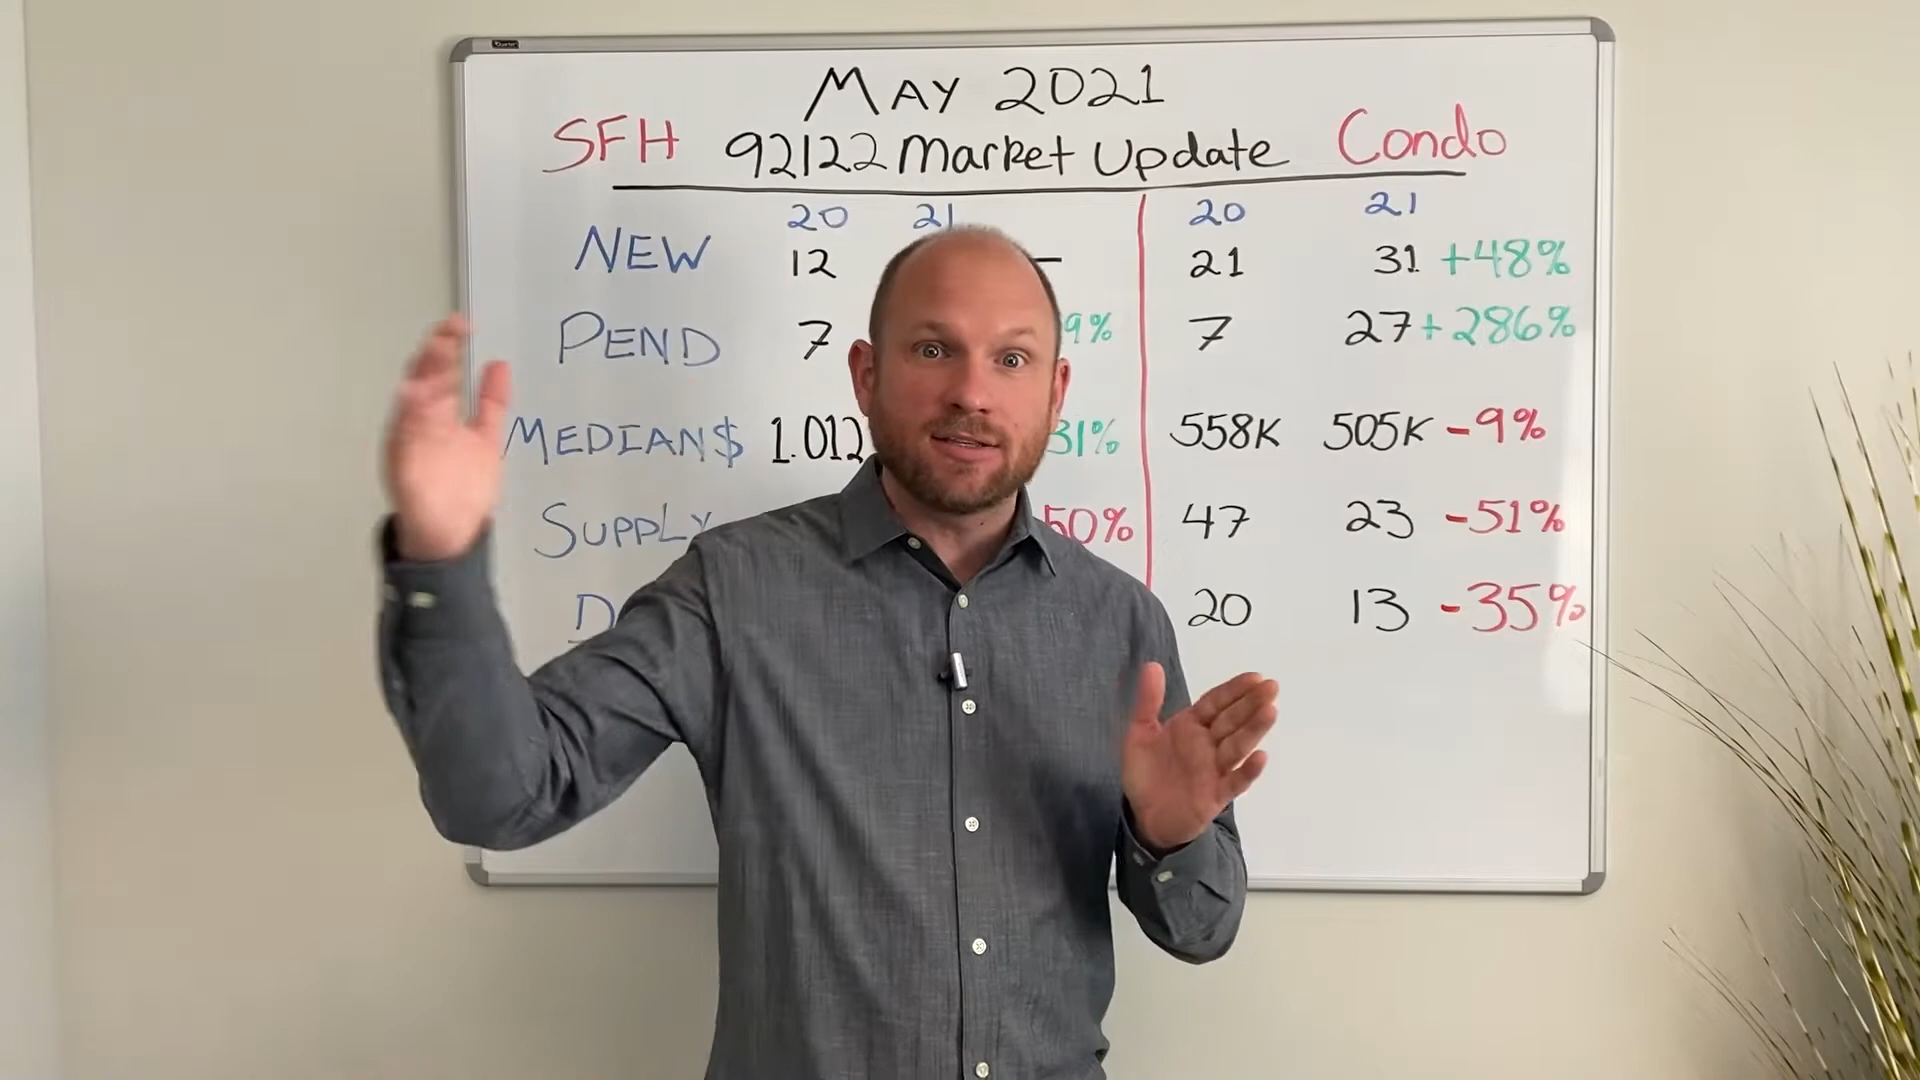 MAY 2021
SFH 92122 Market Update Condo
20 21 20 21
NEW 12 — 21 31 +48%
PEND 7 9% 7 27 +286%
MEDIAN$ 1.012 31% 558K 505K -9%
SUPPLY 50% 47 23 -51%
20 13 -35%